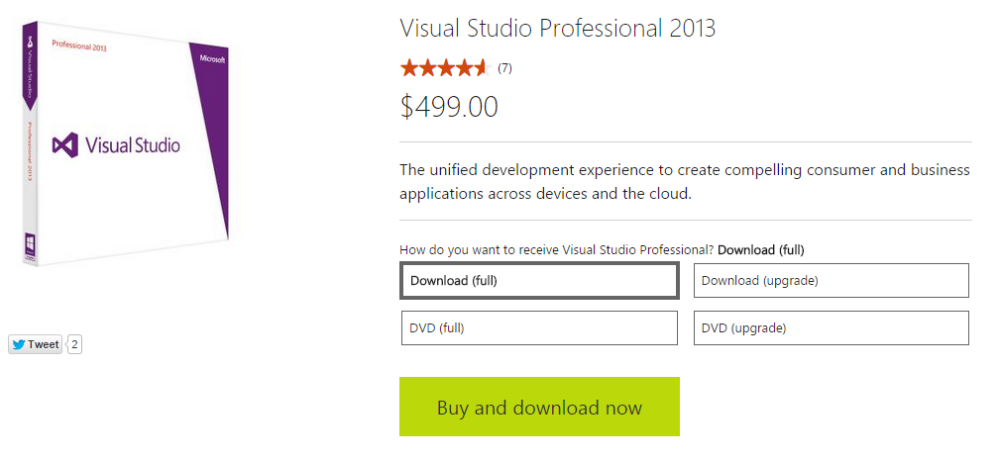 Professional 2013
Microsoft
Visual Studio
Professional 2013
Visual Studio
Tweet 2
Visual Studio Professional 2013
(7)
$499.00
The unified development experience to create compelling consumer and business
applications across devices and the cloud.
How do you want to receive Visual Studio Professional? Download (full)
Download (full)
Download (upgrade)
DVD (full)
DVD (upgrade)
Buy and download now